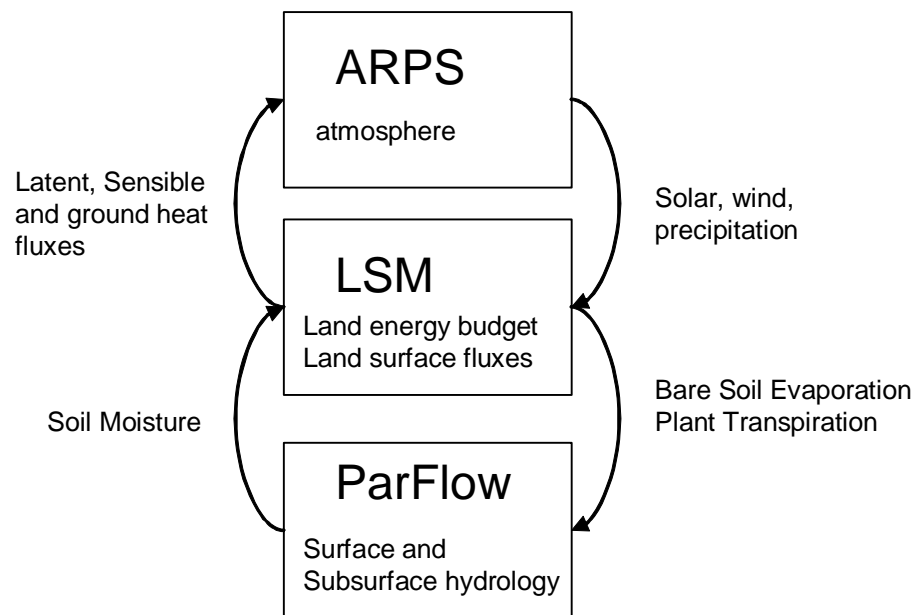 ARPS
atmosphere
Latent, Sensible
and ground heat
fluxes
Solar, wind,
precipitation
LSM
Land energy budget
Land surface fluxes
Soil Moisture
Bare Soil Evaporation
Plant Transpiration
ParFlow
Surface and
Subsurface hydrology